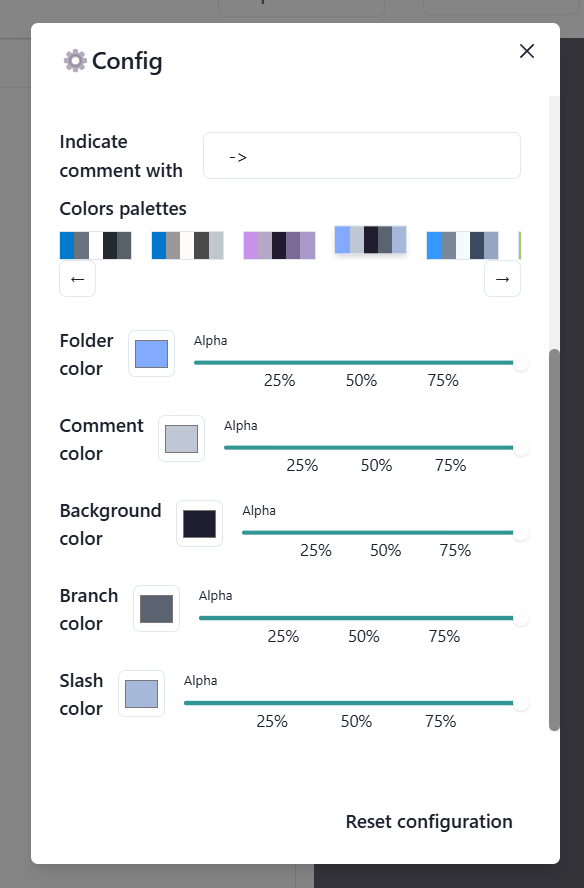 Config
Indicate
comment with
->
Colors palettes
←
→
Folder
color
Alpha
25% 50% 75%
Comment
color
Alpha
25% 50% 75%
Background
color
Alpha
25% 50% 75%
Branch
color
Alpha
25% 50% 75%
Slash
color
Alpha
25% 50% 75%
Reset configuration